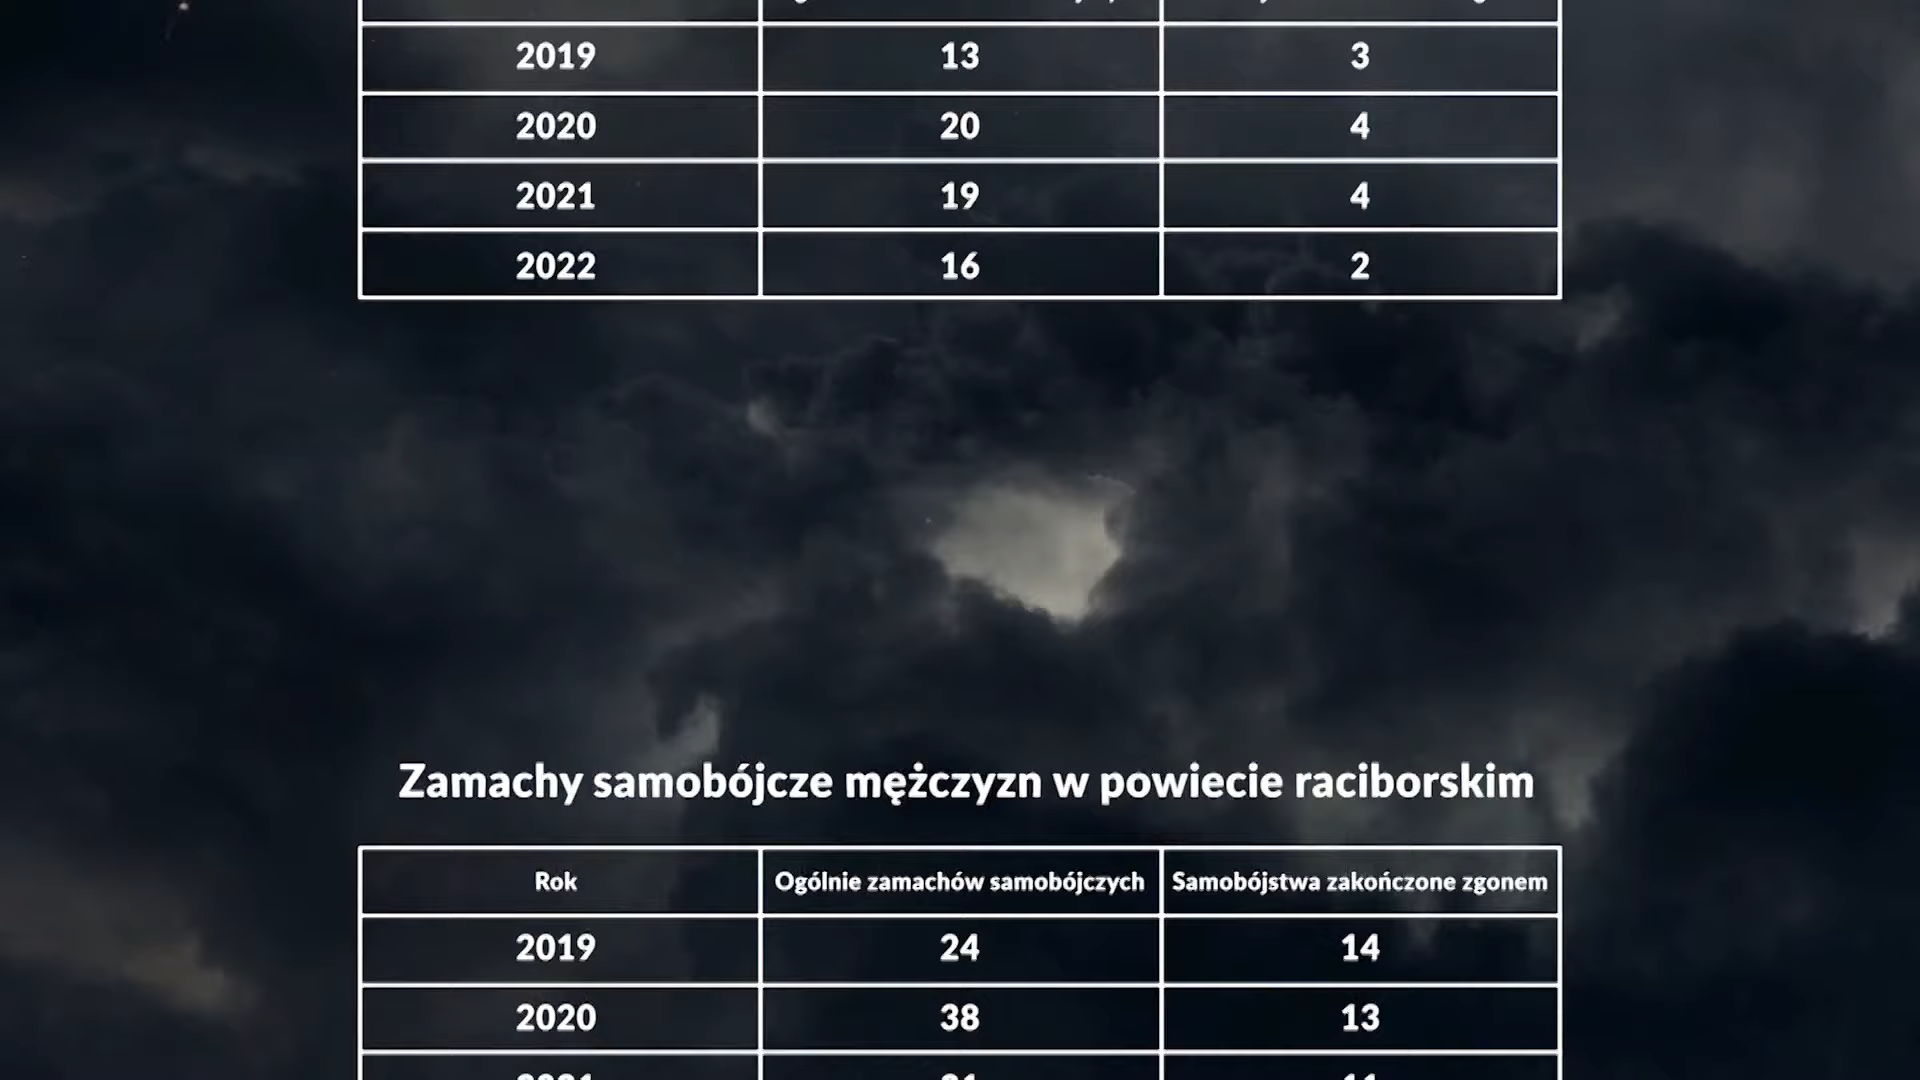 2019 13 3
2020 20 4
2021 19 4
2022 16 2
Zamachy samobójcze mężczyzn w powiecie raciborskim
Rok Ogólnie zamachów samobójczych Samobójstwa zakończone zgonem
2019 24 14
2020 38 13